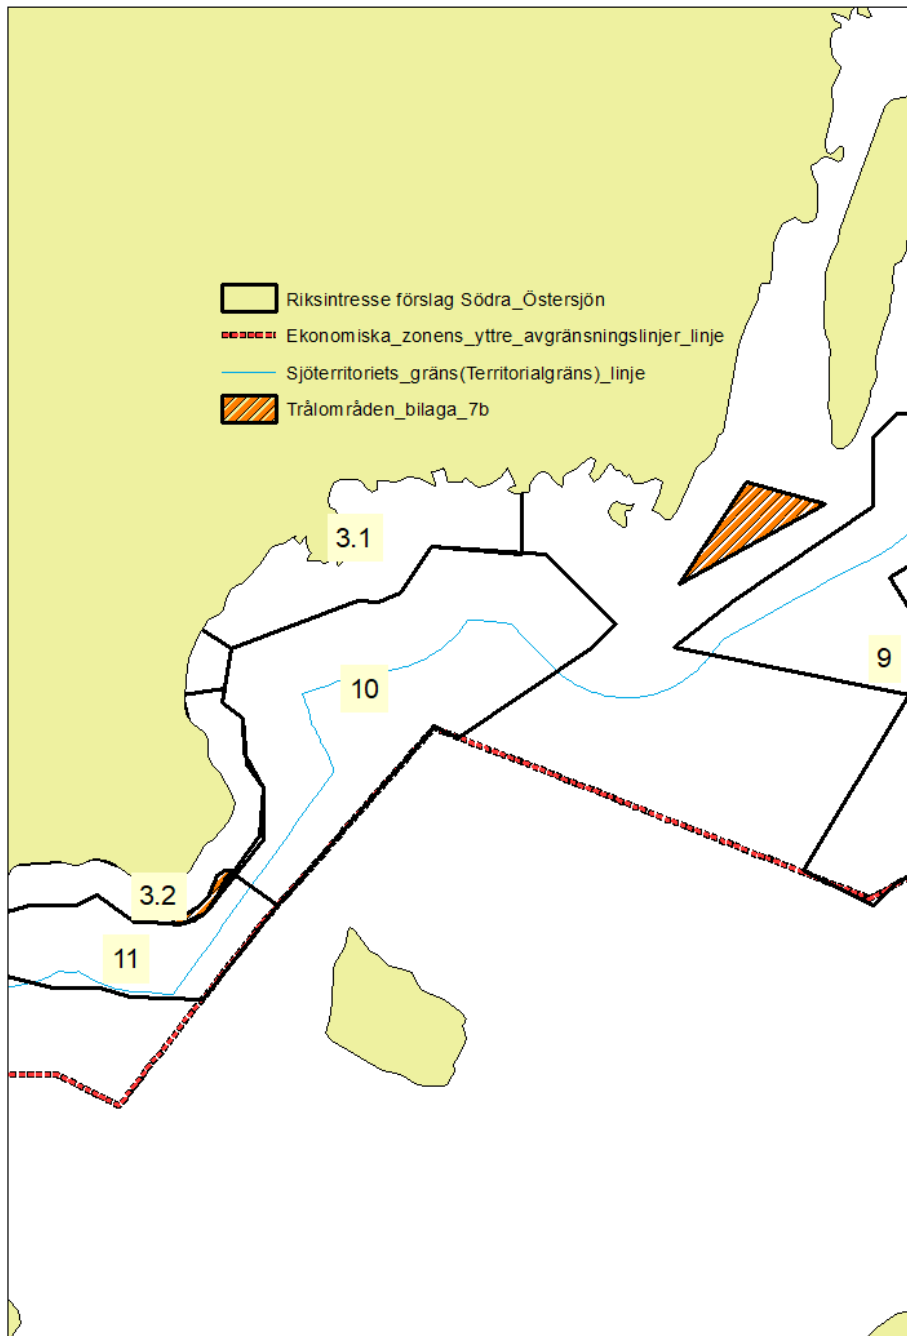 Riksintresse förslag Södra_Östersjön
Ekonomiska_zonens_yttre_avgränsningslinjer_linje
Sjöterritoriets_gräns(Territorialgräns)_linje
Trålområden_bilaga_7b
3.1
9
10
3.2
11